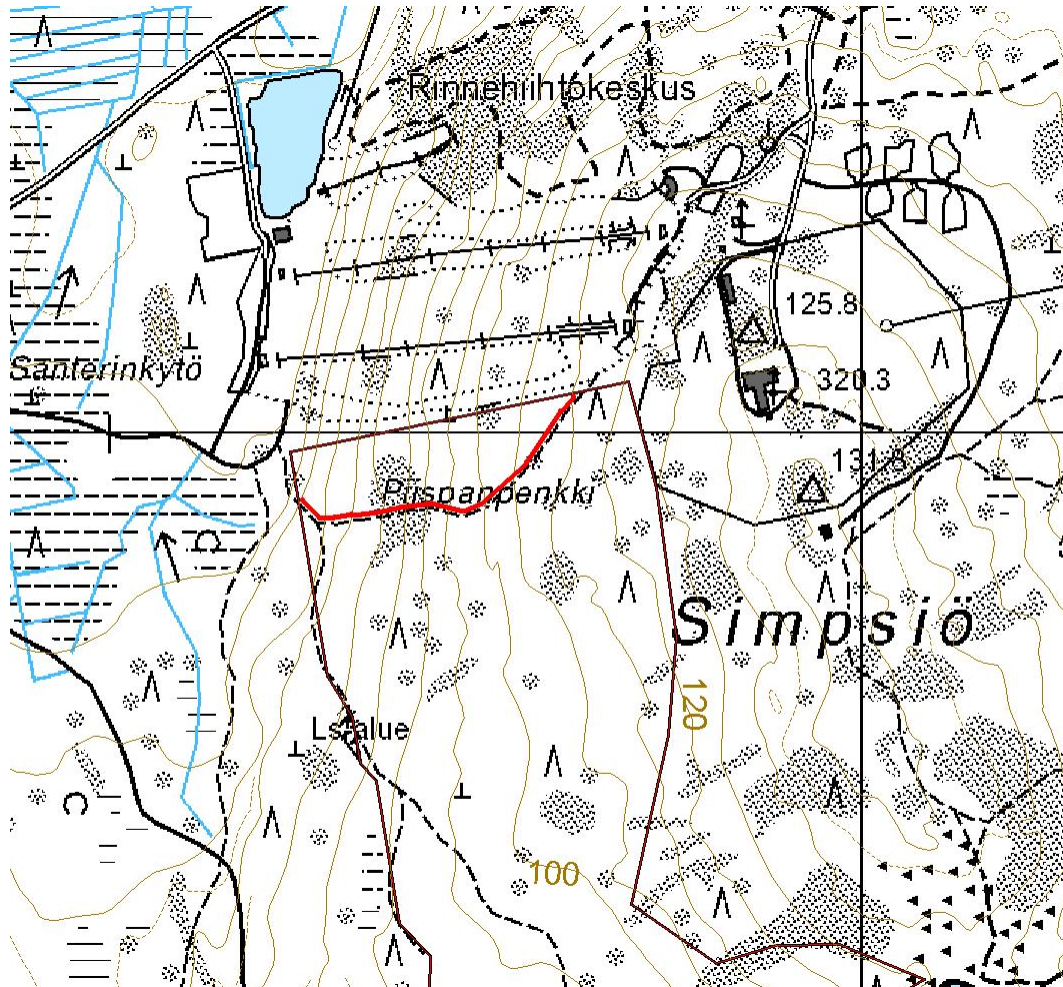 Rinnehiihtokeskus
125.8
Santerinkytö
320.3
131.8
Piispanpenkki
Simpsiö
120
Ls-alue
100